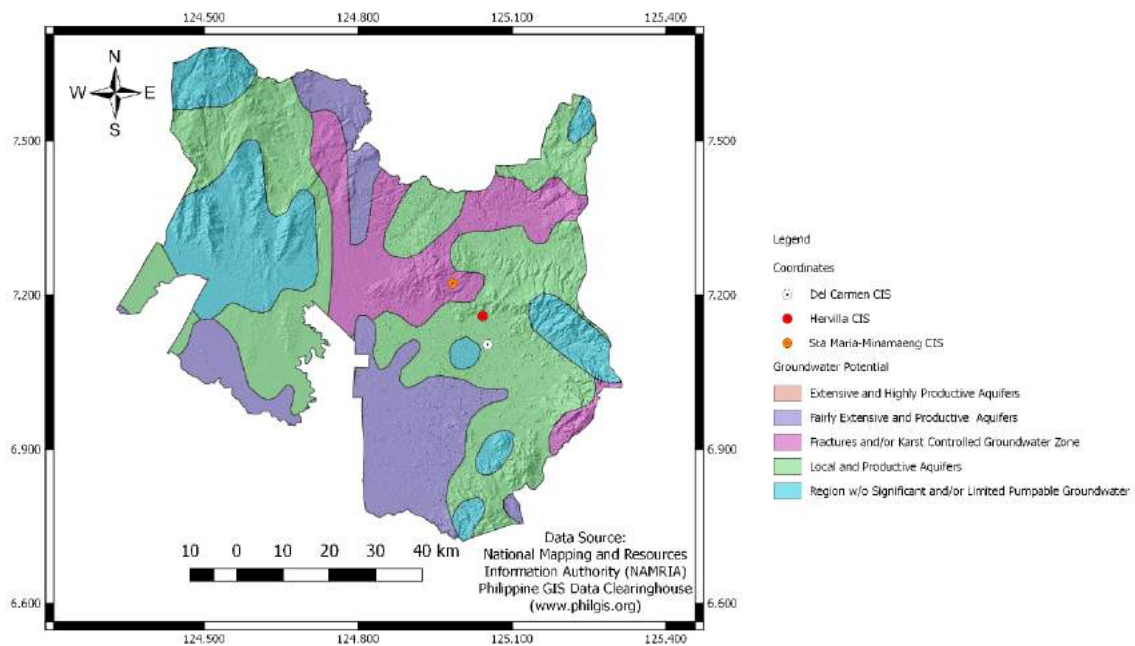 124.500 124.800 125.100 125.400
N
W E
S
7.500 7.500
7.200 7.200
6.900 6.900
6.600 6.600
10 0 10 20 30 40 km
Data Source:
National Mapping and Resources
Information Authority (NAMRIA)
Philippine GIS Data Clearinghouse
(www.philgis.org)
124.500 124.800 125.100 125.400
Legend
Coordinates
Del Carmen CIS
Hervilla CIS
Sta Maria-Minamaeng CIS
Groundwater Potential
Extensive and Highly Productive Aquifers
Fairly Extensive and Productive Aquifers
Fractures and/or Karst Controlled Groundwater Zone
Local and Productive Aquifers
Region w/o Significant and/or Limited Pumpable Groundwater